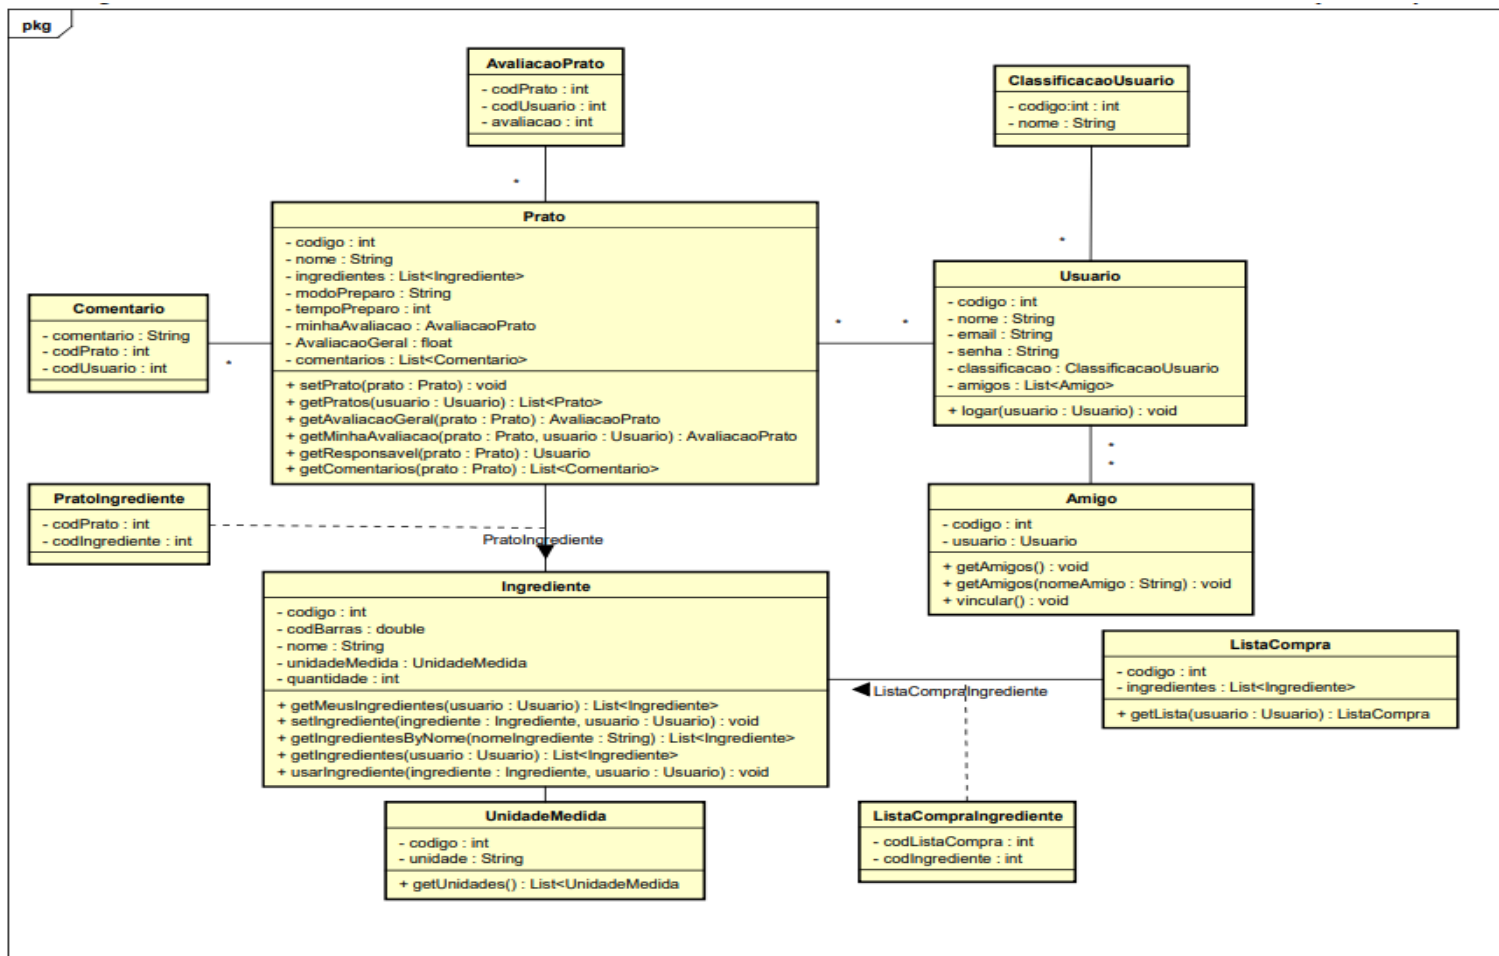 pkg
AvaliacaoPrato
- codPrato : int
- codUsuario : int
- avaliacao : int
*
ClassificacaoUsuario
- codigo:int : int
- nome : String
*
Prato
- codigo : int
- nome : String
- ingredientes : List<Ingrediente>
- modoPreparo : String
- tempoPreparo : int
- minhaAvaliacao : AvaliacaoPrato
- AvaliacaoGeral : float
- comentarios : List<Comentario>
+ setPrato(prato : Prato) : void
+ getPratos(usuario : Usuario) : List<Prato>
+ getAvaliacaoGeral(prato : Prato) : AvaliacaoPrato
+ getMinhaAvaliacao(prato : Prato, usuario : Usuario) : AvaliacaoPrato
+ getResponsavel(prato : Prato) : Usuario
+ getComentarios(prato : Prato) : List<Comentario>
* *
Usuario
- codigo : int
- nome : String
- email : String
- senha : String
- classificacao : ClassificacaoUsuario
- amigos : List<Amigo>
+ logar(usuario : Usuario) : void
*
*
Comentario
- comentario : String
- codPrato : int
- codUsuario : int
*
PratoIngrediente
- codPrato : int
- codIngrediente : int
PratoIngrediente
Amigo
- codigo : int
- usuario : Usuario
+ getAmigos() : void
+ getAmigos(nomeAmigo : String) : void
+ vincular() : void
Ingrediente
- codigo : int
- codBarras : double
- nome : String
- unidadeMedida : UnidadeMedida
- quantidade : int
+ getMeusIngredientes(usuario : Usuario) : List<Ingrediente>
+ setIngrediente(ingrediente : Ingrediente, usuario : Usuario) : void
+ getIngredientesByNome(nomeIngrediente : String) : List<Ingrediente>
+ getIngredientes(usuario : Usuario) : List<Ingrediente>
+ usarIngrediente(ingrediente : Ingrediente, usuario : Usuario) : void
ListaCompraIngrediente
ListaCompra
- codigo : int
- ingredientes : List<Ingrediente>
+ getLista(usuario : Usuario) : ListaCompra
UnidadeMedida
- codigo : int
- unidade : String
+ getUnidades() : List<UnidadeMedida
ListaCompraIngrediente
- codListaCompra : int
- codIngrediente : int